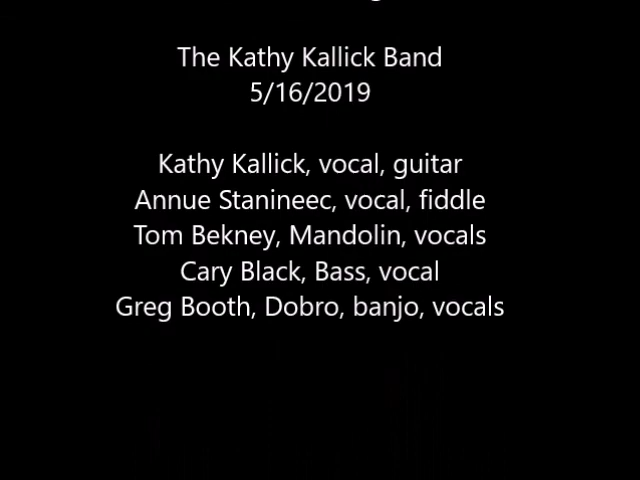 The Kathy Kallick Band
5/16/2019
Kathy Kallick, vocal, guitar
Annue Stanineec, vocal, fiddle
Tom Bekney, Mandolin, vocals
Cary Black, Bass, vocal
Greg Booth, Dobro, banjo, vocals